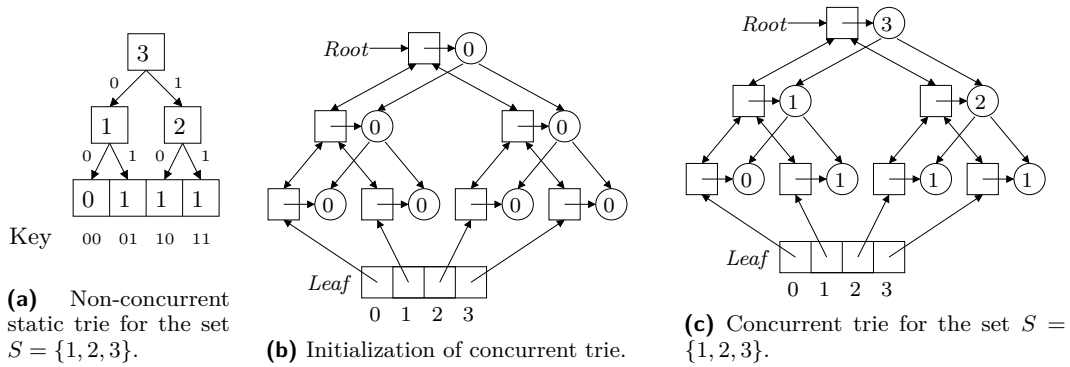 3
0 1
1 2
0 1 0 1
0 1 1 1
Key 00 01 10 11
(a) Non-concurrent
static trie for the set
S = {1, 2, 3}.
Root 0
0 0
0 0 0 0
Leaf
0 1 2 3
(b) Initialization of concurrent trie.
Root 3
1 2
0 1 1 1
Leaf
0 1 2 3
(c) Concurrent trie for the set S =
{1, 2, 3}.